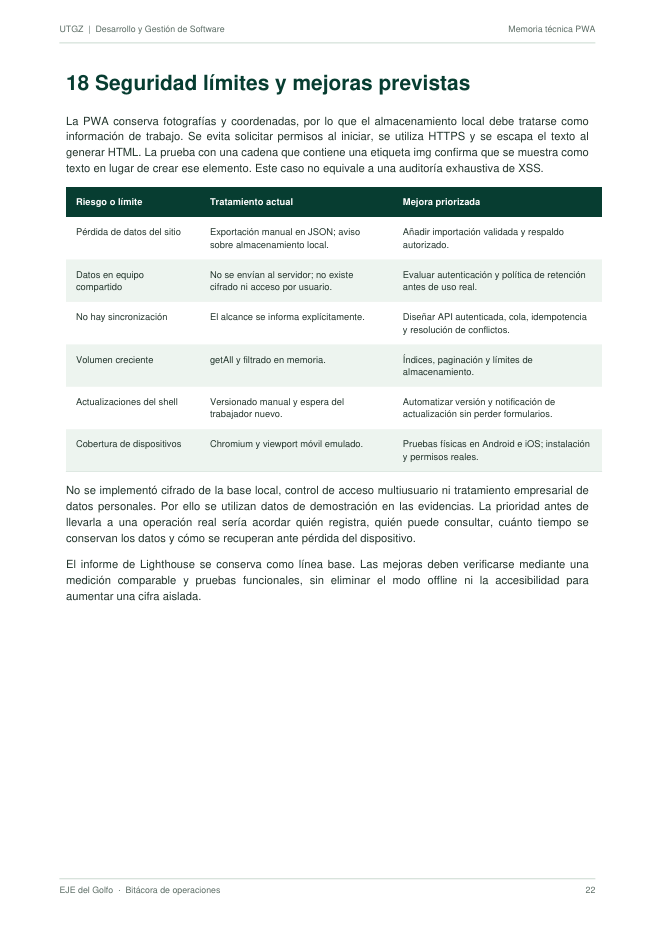 UTGZ | Desarrollo y Gestión de Software
Memoria técnica PWA
18 Seguridad límites y mejoras previstas
La PWA conserva fotografías y coordenadas, por lo que el almacenamiento local debe tratarse como
información de trabajo. Se evita solicitar permisos al iniciar, se utiliza HTTPS y se escapa el texto al
generar HTML. La prueba con una cadena que contiene una etiqueta img confirma que se muestra como
texto en lugar de crear ese elemento. Este caso no equivale a una auditoría exhaustiva de XSS.
Riesgo o límite
Tratamiento actual
Mejora priorizada
Pérdida de datos del sitio
Exportación manual en JSON; aviso
sobre almacenamiento local.
Añadir importación validada y respaldo
autorizado.
Datos en equipo
compartido
No se envían al servidor; no existe
cifrado ni acceso por usuario.
Evaluar autenticación y política de retención
antes de uso real.
No hay sincronización
El alcance se informa explícitamente.
Diseñar API autenticada, cola, idempotencia
y resolución de conflictos.
Volumen creciente
getAll y filtrado en memoria.
Índices, paginación y límites de
almacenamiento.
Actualizaciones del shell
Versionado manual y espera del
trabajador nuevo.
Automatizar versión y notificación de
actualización sin perder formularios.
Cobertura de dispositivos
Chromium y viewport móvil emulado.
Pruebas físicas en Android e iOS; instalación
y permisos reales.
No se implementó cifrado de la base local, control de acceso multiusuario ni tratamiento empresarial de
datos personales. Por ello se utilizan datos de demostración en las evidencias. La prioridad antes de
llevarla a una operación real sería acordar quién registra, quién puede consultar, cuánto tiempo se
conservan los datos y cómo se recuperan ante pérdida del dispositivo.
El informe de Lighthouse se conserva como línea base. Las mejoras deben verificarse mediante una
medición comparable y pruebas funcionales, sin eliminar el modo offline ni la accesibilidad para
aumentar una cifra aislada.
EJE del Golfo · Bitácora de operaciones
22